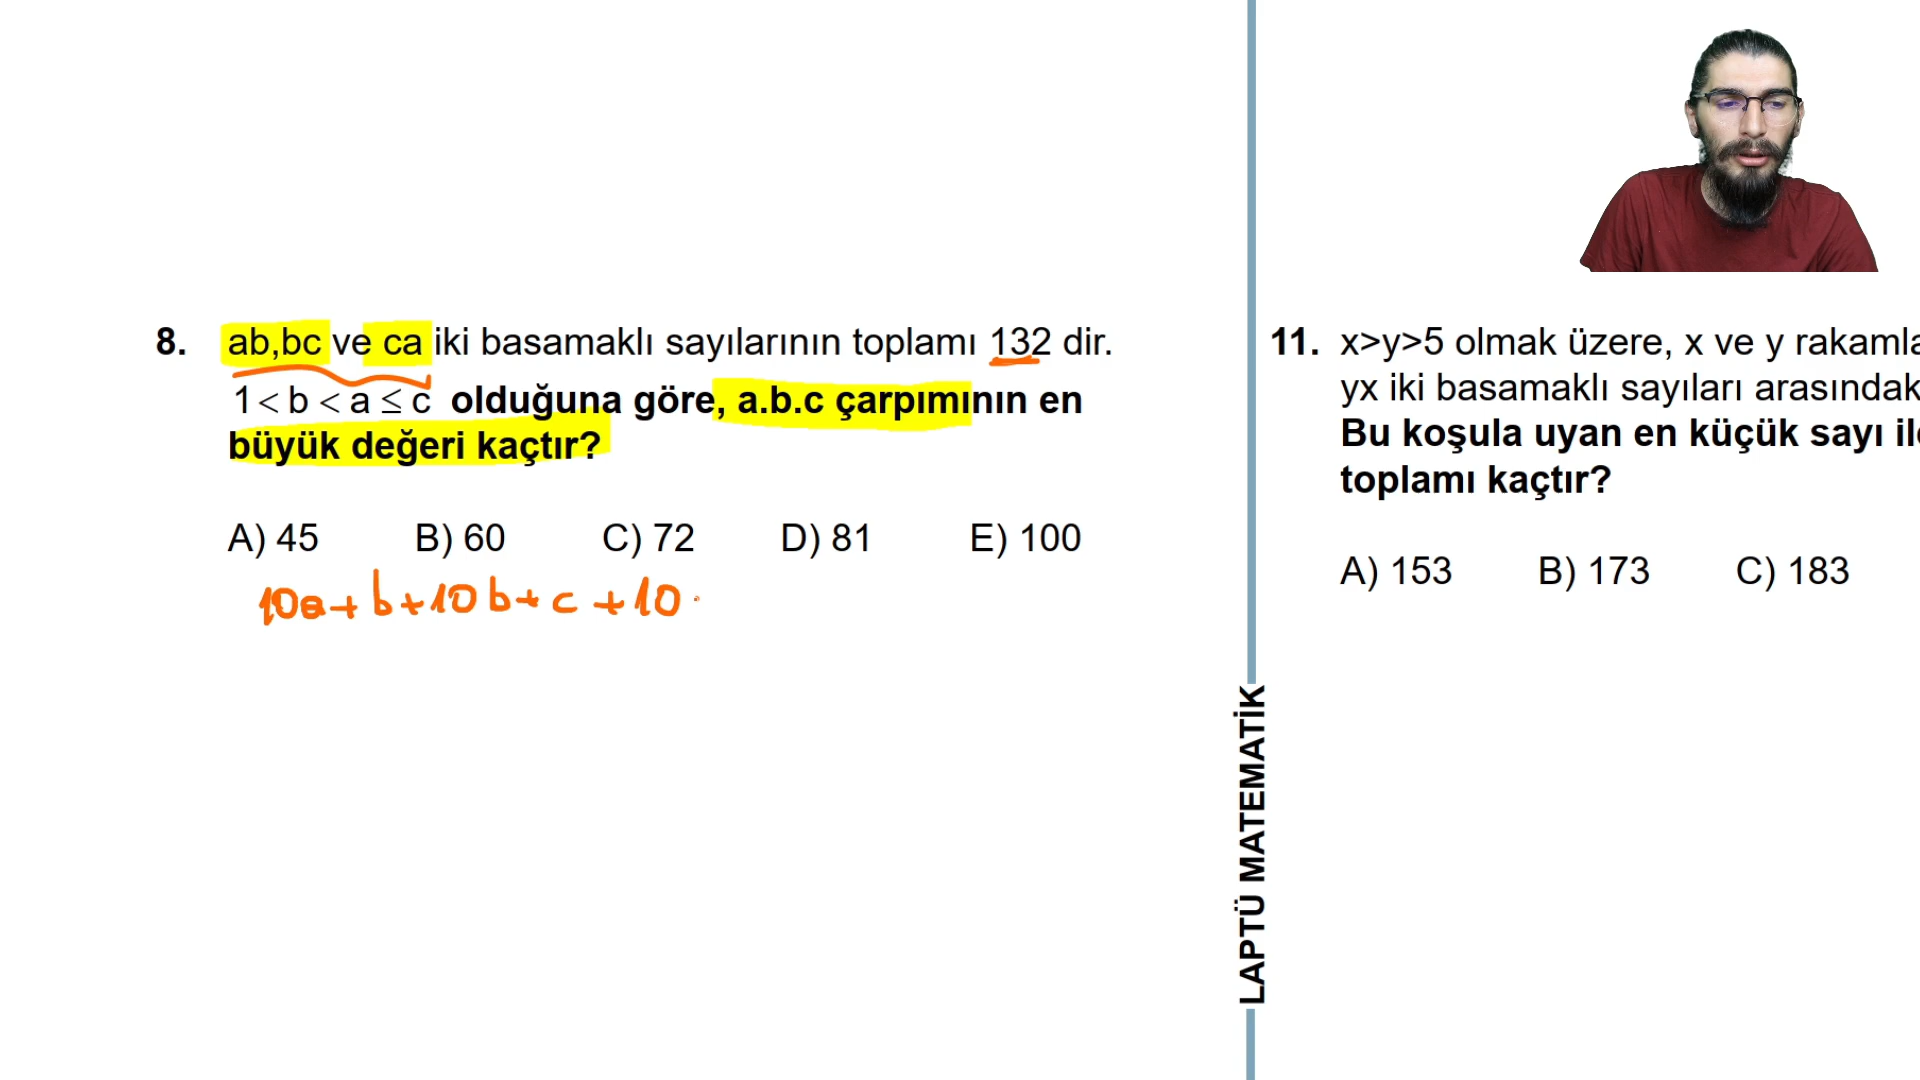 8. ab,bc ve ca iki basamaklı sayılarının toplamı 132 dir.
1 < b < a ≤ c olduğuna göre, a.b.c çarpımının en
büyük değeri kaçtır?
A) 45 B) 60 C) 72 D) 81 E) 100
10a + b + 10b + c + 10
LAPTÜ MATEMATİK
11. x>y>5 olmak üzere, x ve y rakamla
yx iki basamaklı sayıları arasındak
Bu koşula uyan en küçük sayı ile
toplamı kaçtır?
A) 153 B) 173 C) 183